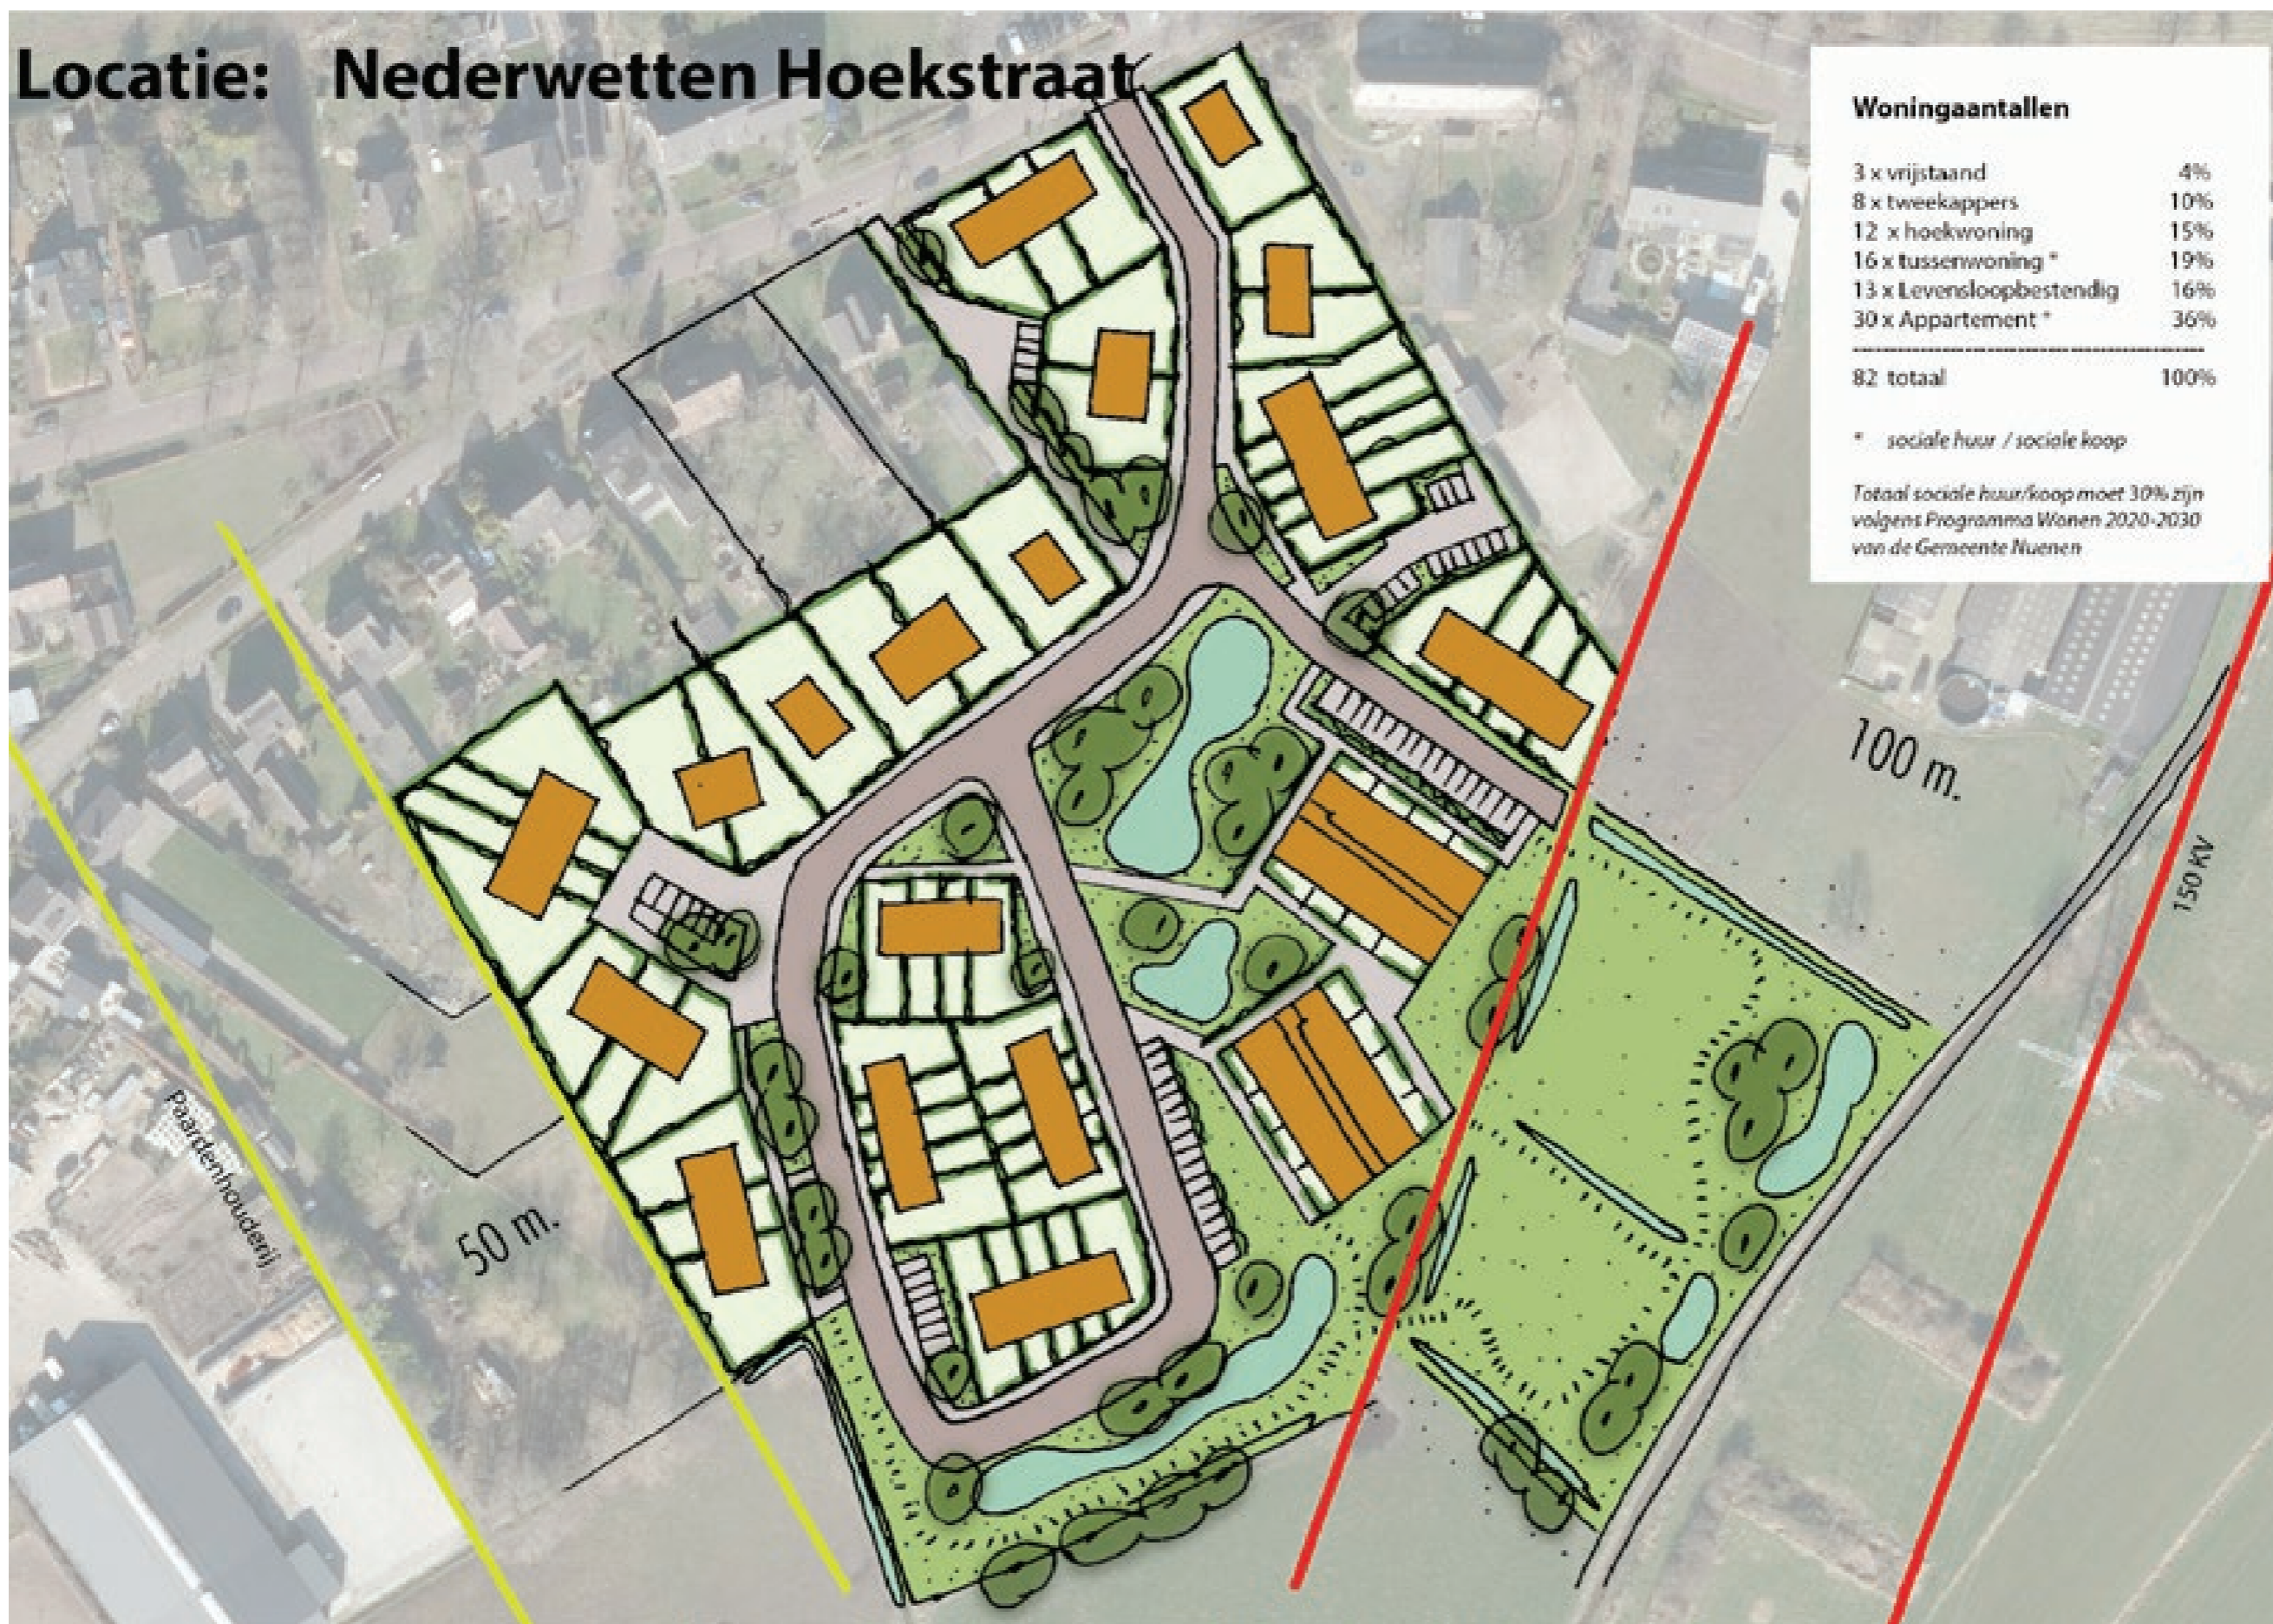 Locatie: Nederwetten Hoekstraat
Woningaantallen
3 x vrijstaand 4%
8 x tweekappers 10%
12 x hoekwoning 15%
16 x tussenwoning * 19%
13 x Levensloopbestendig 16%
30 x Appartement * 36%
82 totaal 100%
* sociale huur / sociale koop
Totaal sociale huur/koop moet 30% zijn
volgens Programma Wonen 2020-2030
van de Gemeente Nuenen
100 m.
150 KV
Paardenhouderij
50 m.